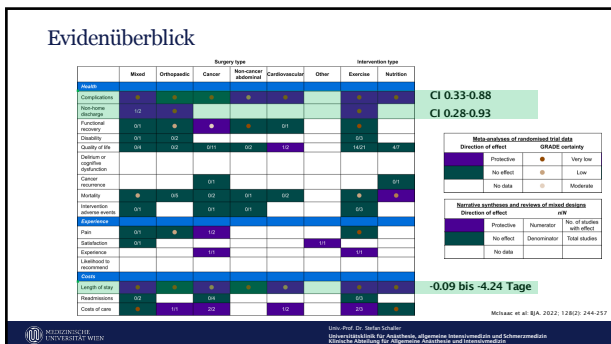 Evidenüberblick
Surgery type Intervention type
Mixed Orthopaedic Cancer Non-cancer abdominal Cardiovascular Other Exercise Nutrition
Health
Complications
Non-home discharge 1/2
Functional recovery 0/1 0/1
Disability 0/1 0/2 0/3
Quality of life 0/4 0/2 0/11 0/2 1/2 14/21 4/7
Delirium or cognitive dysfunction
Cancer recurrence 0/1 0/1
Mortality 0/5 0/2 0/1 0/2
Intervention adverse events 0/1 0/1 0/1 0/3
Experience
Pain 0/1 1/2
Satisfaction 0/1 1/1
Experience 1/1 1/1
Likelihood to recommend
Costs
Length of stay
Readmissions 0/2 0/4 0/3
Costs of care 1/1 2/2 1/2 2/3
CI 0.33-0.88
CI 0.28-0.93
Meta-analyses of randomised trial data
Direction of effect GRADE certainty
Protective Very low
No effect Low
No data Moderate
Narrative syntheses and reviews of mixed designs
Direction of effect n/N
Protective Numerator No. of studies with effect
No effect Denominator Total studies
No data
-0.09 bis -4.24 Tage
McIsaac et al: BJA. 2022; 128(2): 244-257
MEDIZINISCHE
UNIVERSITÄT WIEN
Univ.-Prof. Dr. Stefan Schaller
Universitätsklinik für Anästhesie, allgemeine Intensivmedizin und Schmerzmedizin
Klinische Abteilung für Allgemeine Anästhesie und Intensivmedizin